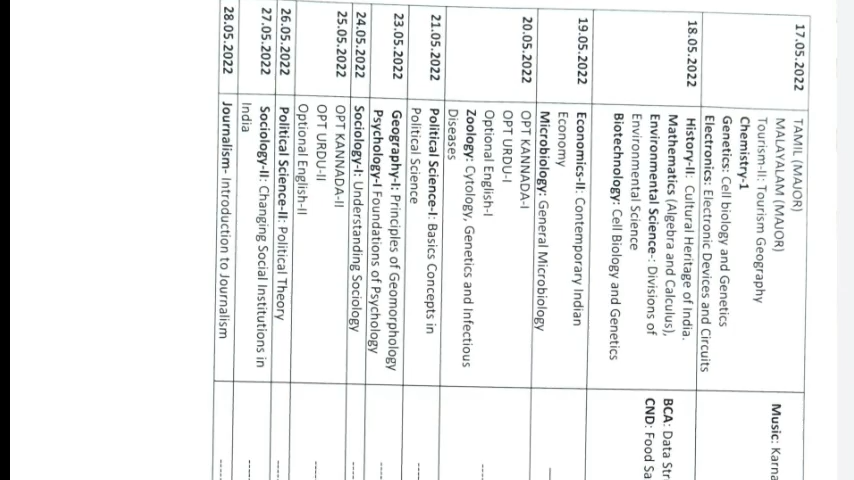 17.05.2022
TAMIL (MAJOR)
MALAYALAM (MAJOR)
Tourism-II: Tourism Geography
Chemistry-1
Genetics: Cell biology and Genetics
Electronics: Electronic Devices and Circuits
Music: Karna
18.05.2022
History-II: Cultural Heritage of India.
Mathematics (Algebra and Calculus),
Environmental Science-: Divisions of
Environmental Science
Biotechnology: Cell Biology and Genetics
BCA: Data Str
CND: Food Sa
19.05.2022
Economics-II: Contemporary Indian
Economy
Microbiology: General Microbiology
20.05.2022
OPT KANNADA-I
OPT URDU-I
Optional English-I
Zoology: Cytology, Genetics and Infectious
Diseases
21.05.2022
Political Science-I: Basics Concepts in
Political Science
23.05.2022
Geography-I: Principles of Geomorphology
Psychology-I Foundations of Psychology
24.05.2022
Sociology-I: Understanding Sociology
25.05.2022
OPT KANNADA-II
OPT URDU-II
Optional English-II
26.05.2022
Political Science-II: Political Theory
27.05.2022
Sociology-II: Changing Social Institutions in
India
28.05.2022
Journalism- Introduction to Journalism